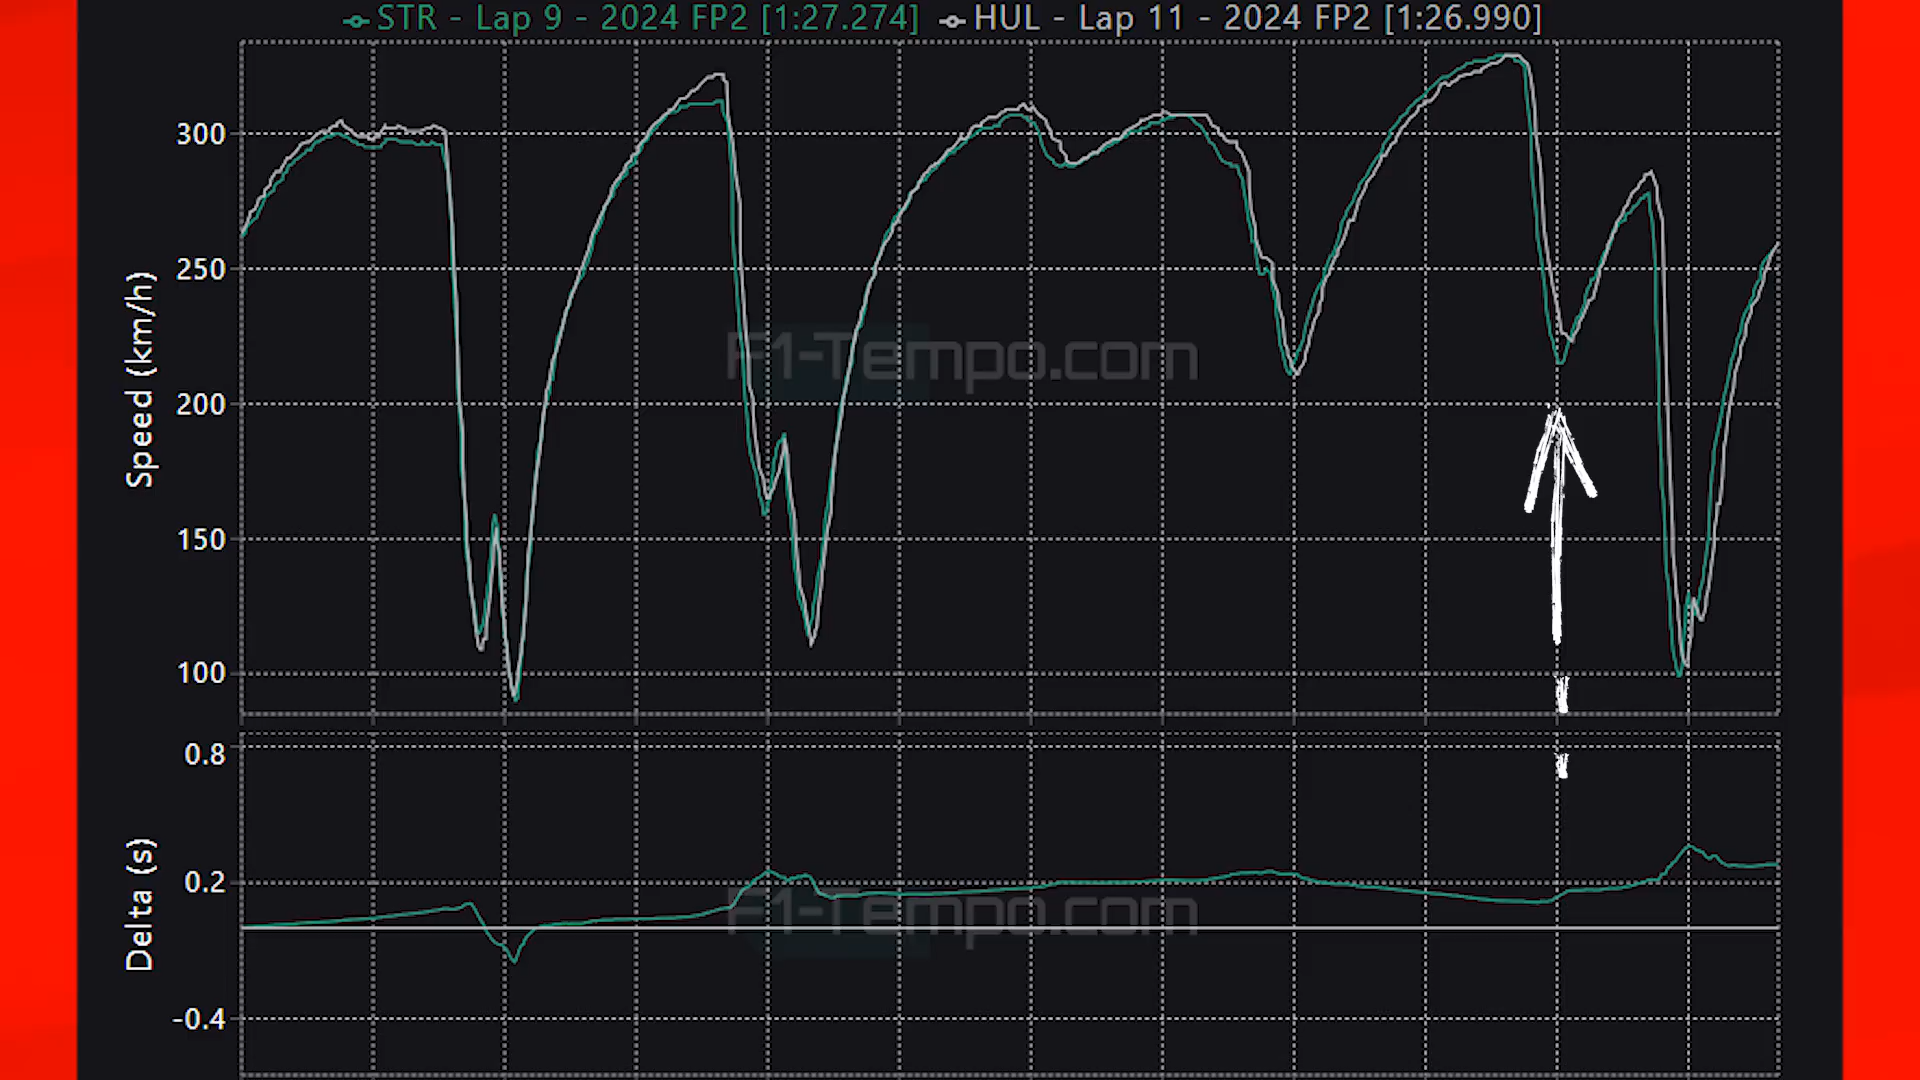 STR - Lap 9 - 2024 FP2 [1:27.274] HUL - Lap 11 - 2024 FP2 [1:26.990]
Speed (km/h)
300
250
200
150
100
F1-Tempo.com
Delta (s)
0.8
0.2
-0.4
F1-Tempo.com